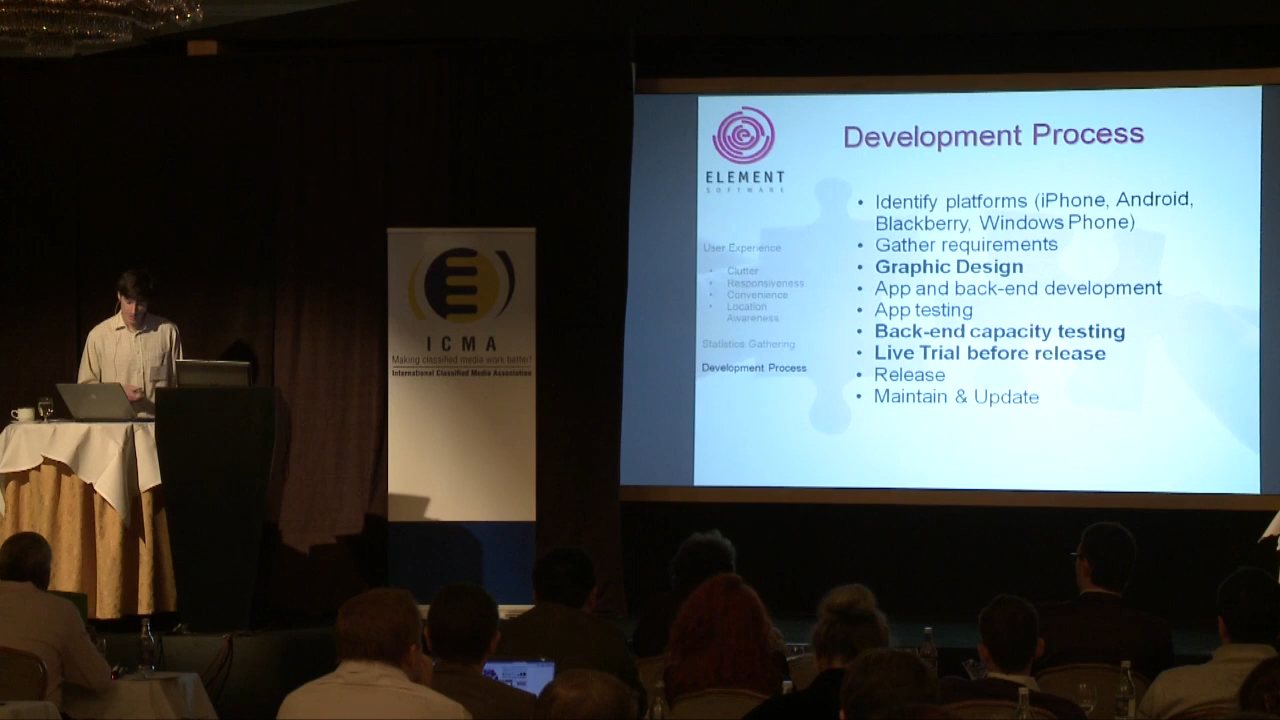 ICMA
Making classified media work better!
International Classified Media Association
ELEMENT
SOFTWARE
User Experience
• Clutter
• Responsiveness
• Convenience
• Location
Awareness
Statistics Gathering
Development Process
Development Process
• Identify platforms (iPhone, Android,
Blackberry, Windows Phone)
• Gather requirements
• Graphic Design
• App and back-end development
• App testing
• Back-end capacity testing
• Live Trial before release
• Release
• Maintain & Update